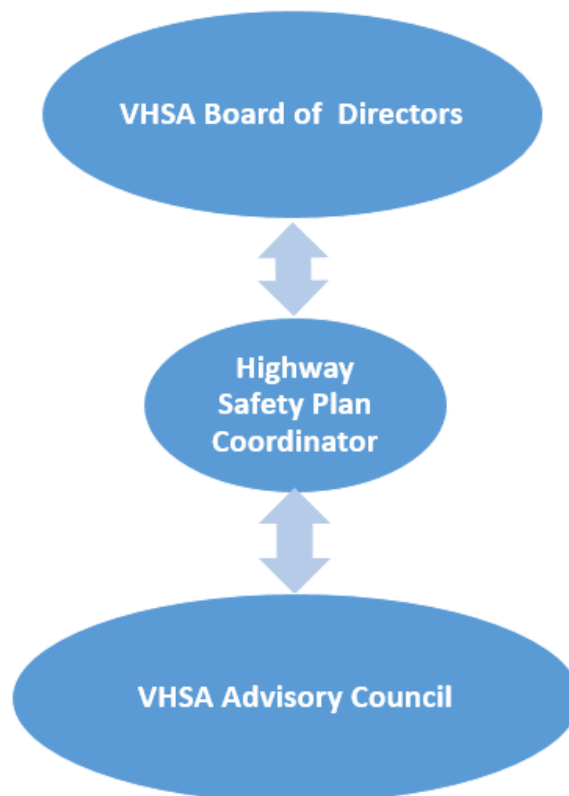 VHSA Board of  Directors
Highway
Safety Plan
Coordinator
VHSA Advisory Council